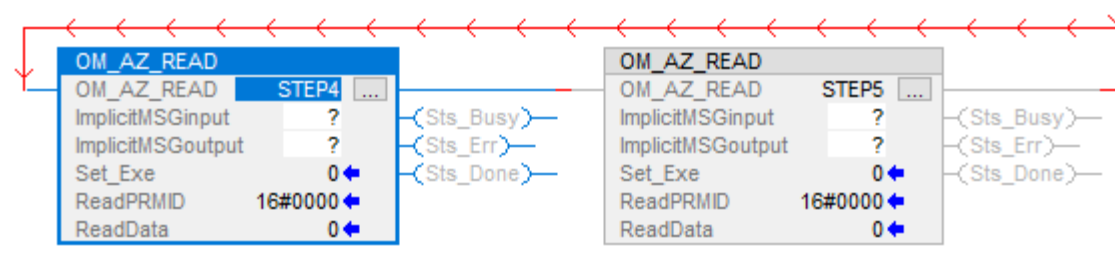 OM_AZ_READ
OM_AZ_READ STEP4 ...
ImplicitMSGinput ? (Sts_Busy)
ImplicitMSGoutput ? (Sts_Err)
Set_Exe 0 (Sts_Done)
ReadPRMID 16#0000
ReadData 0
OM_AZ_READ
OM_AZ_READ STEP5 ...
ImplicitMSGinput ? (Sts_Busy)
ImplicitMSGoutput ? (Sts_Err)
Set_Exe 0 (Sts_Done)
ReadPRMID 16#0000
ReadData 0